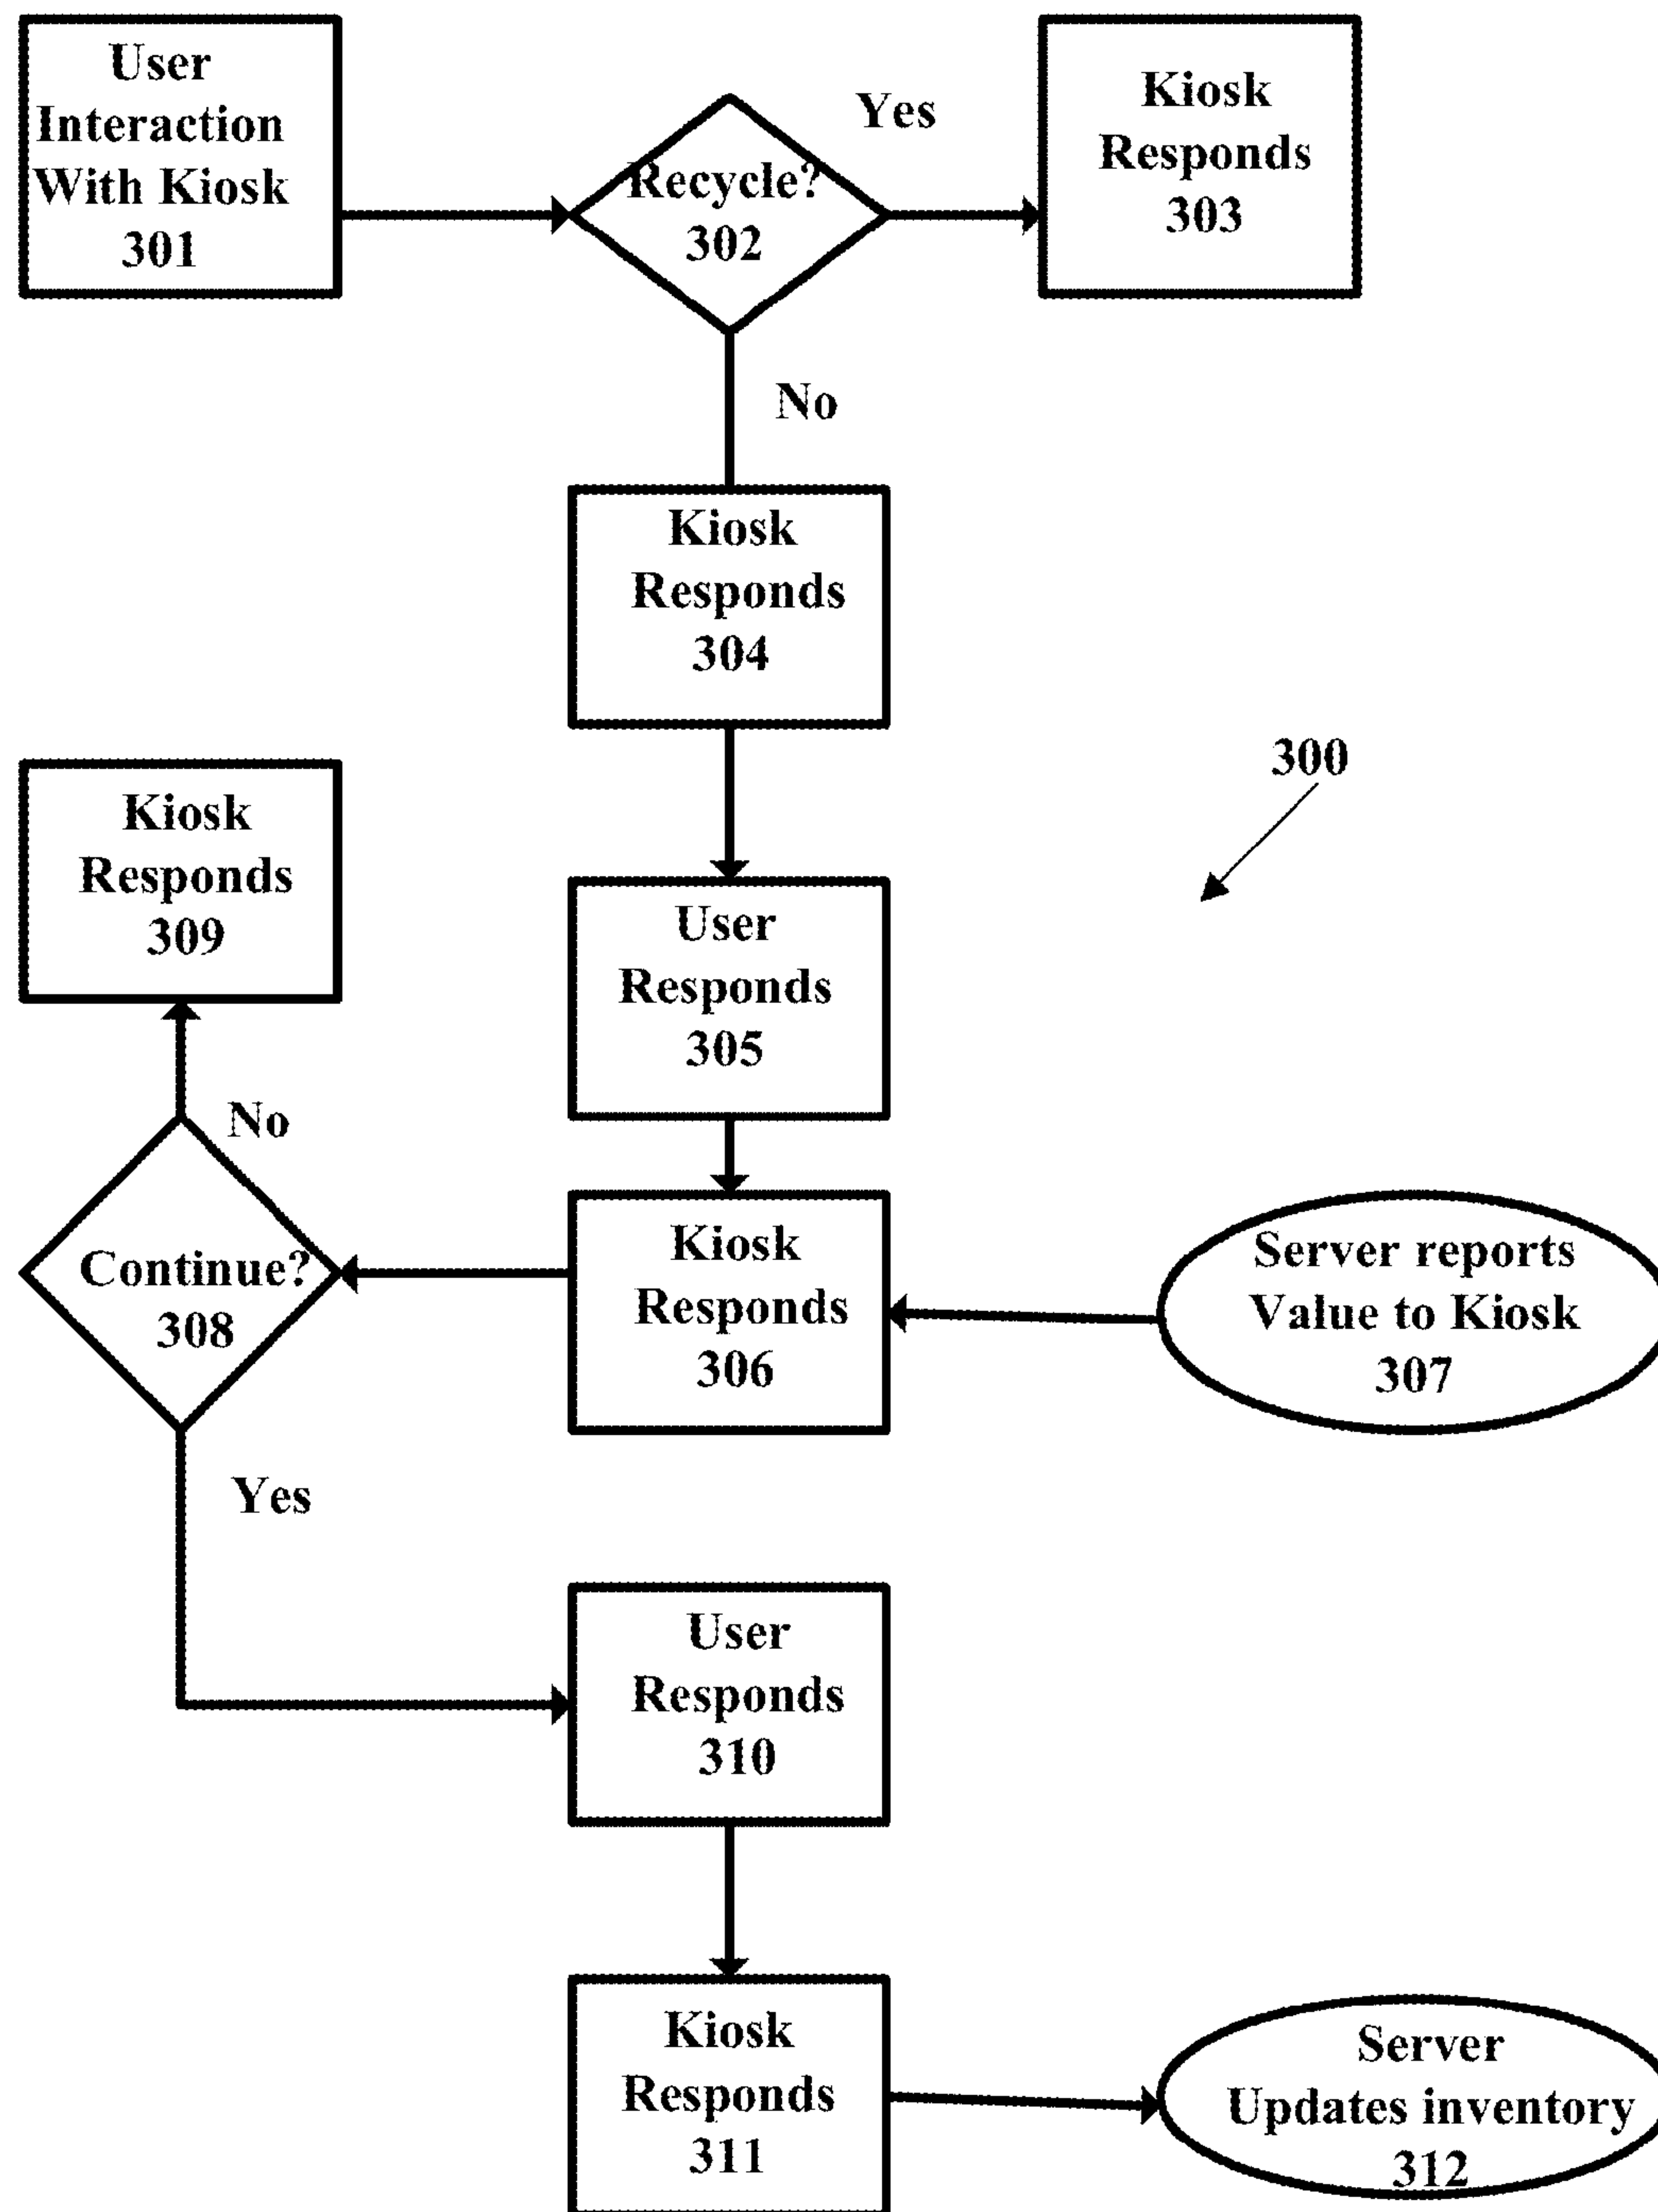 User
Interaction
With Kiosk
301
Recycle?
302
Yes
Kiosk
Responds
303
No
Kiosk
Responds
304
300
Kiosk
Responds
309
User
Responds
305
No
Continue?
308
Kiosk
Responds
306
Server reports
Value to Kiosk
307
Yes
User
Responds
310
Kiosk
Responds
311
Server
Updates inventory
312